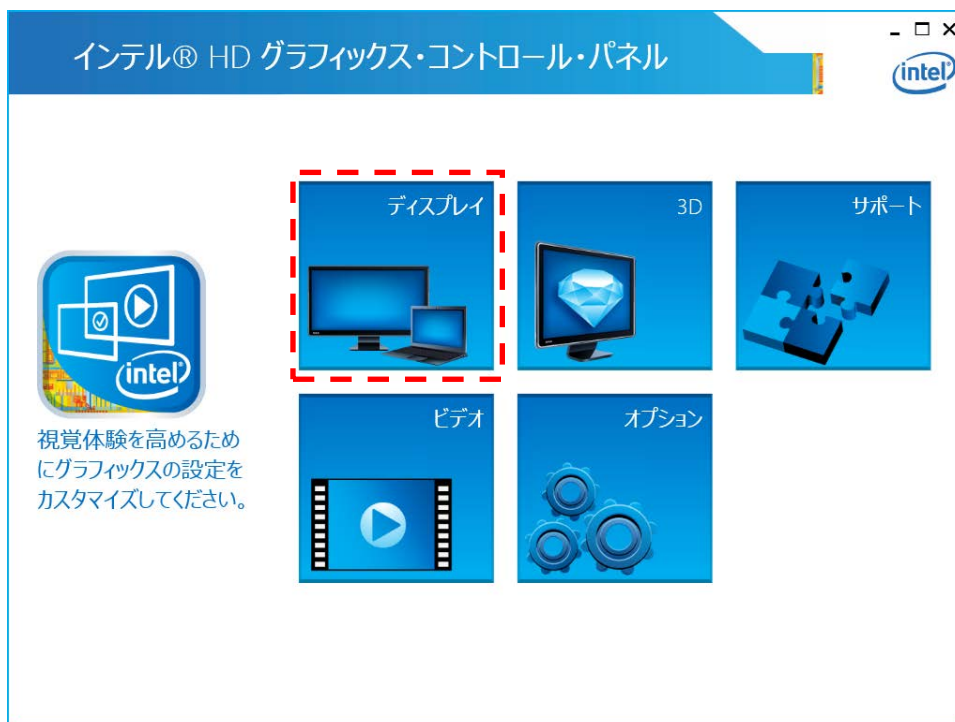 インテル® HD グラフィックス・コントロール・パネル
intel
ディスプレイ
3D
サポート
intel
視覚体験を高めるため
にグラフィックスの設定を
カスタマイズしてください。
ビデオ
オプション